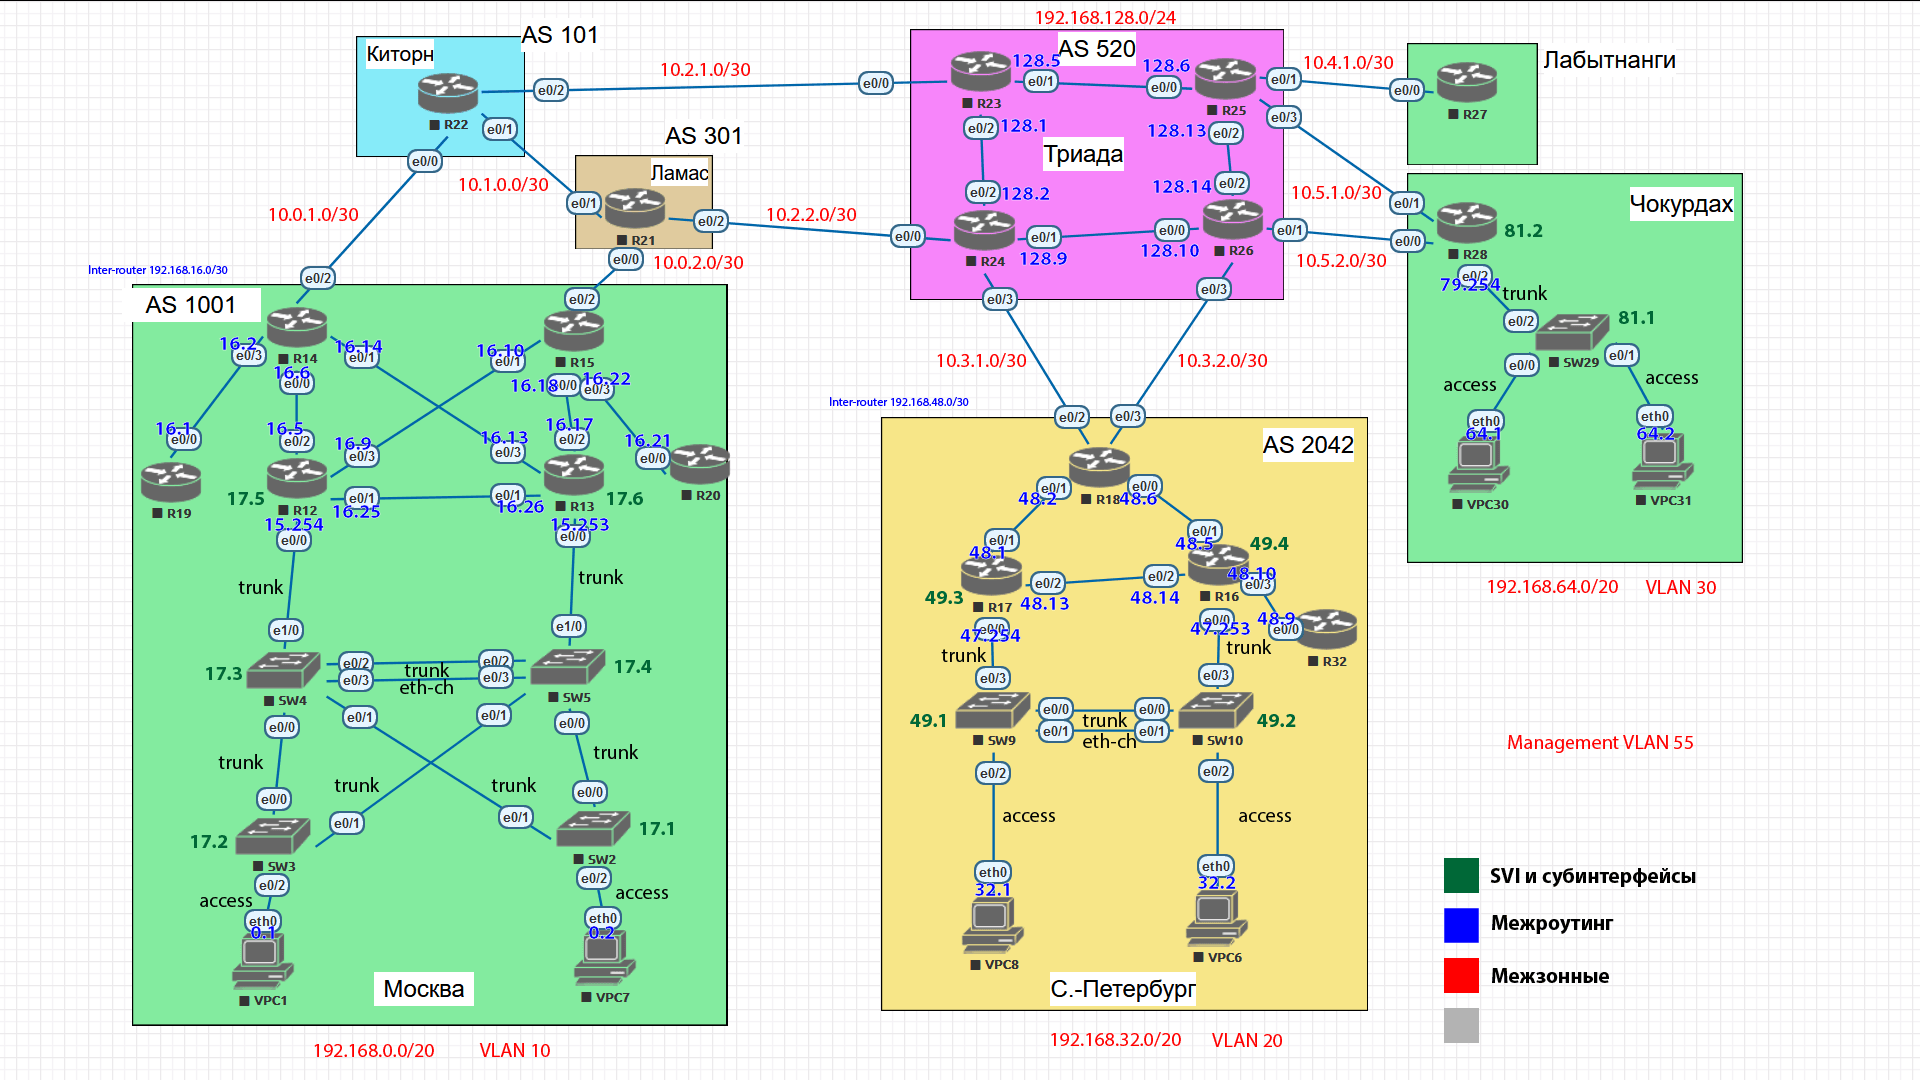 192.168.128.0/24
AS 101
Киторн
R22
e0/2
e0/1
e0/0
10.2.1.0/30
10.1.0.0/30
10.0.1.0/30
AS 301
Ламас
R21
e0/1
e0/2
e0/0
10.2.2.0/30
10.0.2.0/30
AS 520
Триада
e0/0
128.5
e0/1
R23
e0/2
128.1
e0/2
128.2
e0/0
R24
e0/1
128.9
e0/3
128.6
e0/0
R25
e0/1
e0/3
128.13
e0/2
128.14
e0/2
e0/0
128.10
R26
e0/1
e0/3
10.4.1.0/30
10.5.1.0/30
10.5.2.0/30
10.3.1.0/30
10.3.2.0/30
Лабытнанги
e0/0
R27
Чокурдах
e0/1
e0/0
R28
81.2
e0/2
79.254
trunk
e0/2
81.1
SW29
e0/0
e0/1
access
access
eth0
64.1
eth0
64.2
VPC30
VPC31
192.168.64.0/20
VLAN 30
Management VLAN 55
Inter-router 192.168.16.0/30
AS 1001
e0/2
e0/2
R14
R15
16.2
e0/3
16.14
e0/1
16.6
e0/0
16.10
e0/1
16.18
e0/0
16.22
e0/3
16.1
e0/0
16.5
e0/2
16.9
e0/3
16.13
e0/3
16.17
e0/2
16.21
e0/0
R19
17.5
R12
e0/1
16.25
e0/1
16.26
R13
17.6
R20
15.254
e0/0
15.253
e0/0
trunk
trunk
e1/0
e1/0
17.3
SW4
e0/2
e0/3
trunk
eth-ch
e0/2
e0/3
SW5
17.4
e0/0
e0/1
e0/1
e0/0
trunk
trunk
trunk
trunk
e0/0
e0/1
e0/1
e0/0
17.2
SW3
SW2
17.1
e0/2
e0/2
access
access
eth0
0.1
eth0
0.2
VPC1
VPC7
Москва
192.168.0.0/20
VLAN 10
Inter-router 192.168.48.0/30
AS 2042
e0/2
e0/3
R18
e0/1
48.2
e0/0
48.6
e0/1
48.1
e0/1
48.5
49.4
49.3
R17
e0/2
48.13
e0/2
48.14
R16
48.10
e0/3
48.9
e0/0
R32
e0/0
47.254
e0/0
47.253
trunk
trunk
e0/3
e0/3
49.1
SW9
e0/0
e0/1
trunk
eth-ch
e0/0
e0/1
SW10
49.2
e0/2
e0/2
access
access
eth0
32.1
eth0
32.2
VPC8
VPC6
С.-Петербург
192.168.32.0/20
VLAN 20
SVI и субинтерфейсы
Межроутинг
Межзонные